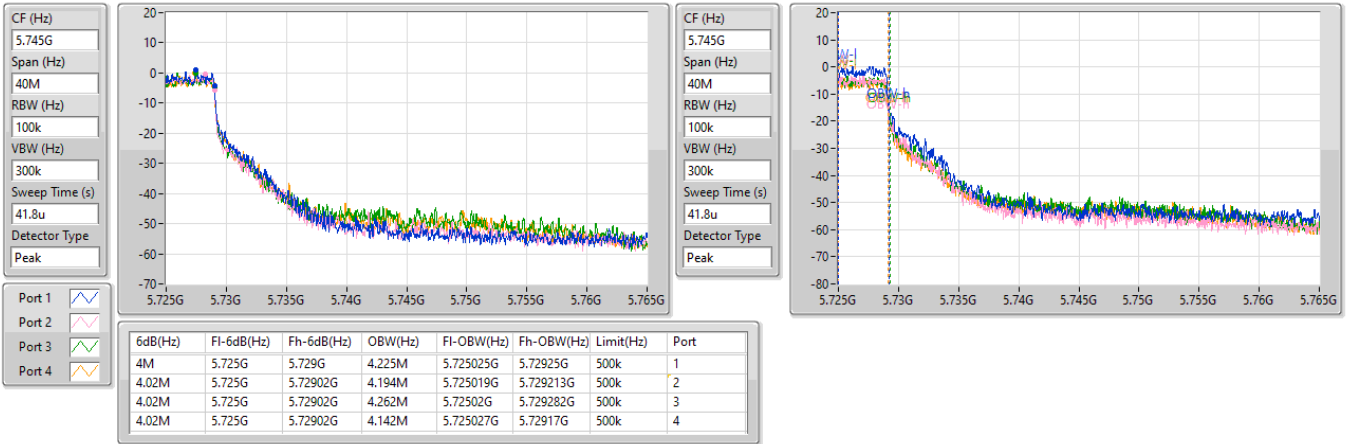 CF (Hz)
5.745G
Span (Hz)
40M
RBW (Hz)
100k
VBW (Hz)
300k
Sweep Time (s)
41.8u
Detector Type
Peak
20
10
0
-10
-20
-30
-40
-50
-60
-70
5.725G 5.73G 5.735G 5.74G 5.745G 5.75G 5.755G 5.76G 5.765G
CF (Hz)
5.745G
Span (Hz)
40M
RBW (Hz)
100k
VBW (Hz)
300k
Sweep Time (s)
41.8u
Detector Type
Peak
20
10
0
-10
-20
-30
-40
-50
-60
-70
-80
W-l
OBW-h
OBW-h
5.725G 5.73G 5.735G 5.74G 5.745G 5.75G 5.755G 5.76G 5.765G
Port 1
Port 2
Port 3
Port 4
6dB(Hz) Fl-6dB(Hz) Fh-6dB(Hz) OBW(Hz) Fl-OBW(Hz) Fh-OBW(Hz) Limit(Hz) Port
4M 5.725G 5.729G 4.225M 5.725025G 5.72925G 500k 1
4.02M 5.725G 5.72902G 4.194M 5.725019G 5.729213G 500k 2
4.02M 5.725G 5.72902G 4.262M 5.72502G 5.729282G 500k 3
4.02M 5.725G 5.72902G 4.142M 5.725027G 5.72917G 500k 4